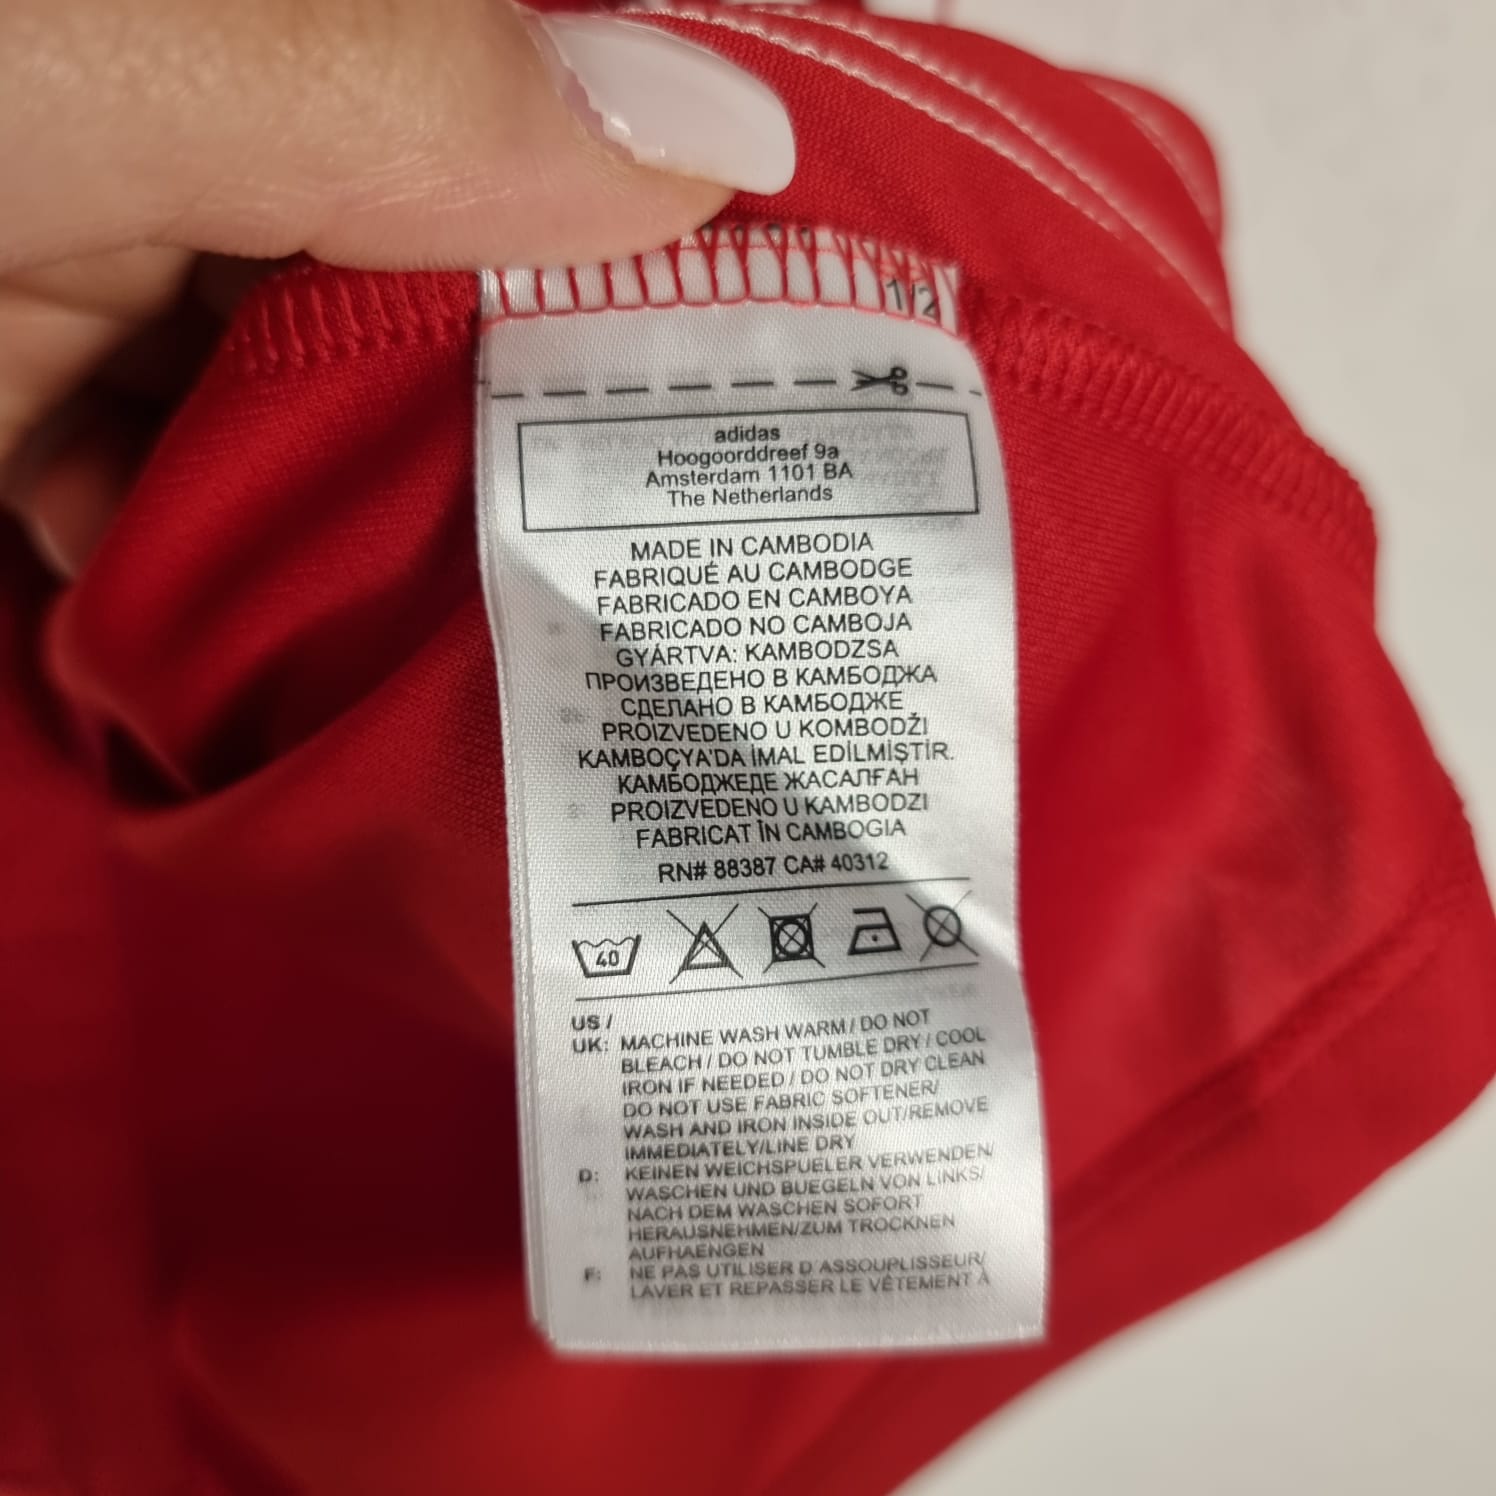 1/2
adidas
Hoogoorddreef 9a
Amsterdam 1101 BA
The Netherlands
MADE IN CAMBODIA
FABRIQUÉ AU CAMBODGE
FABRICADO EN CAMBOYA
FABRICADO NO CAMBOJA
GYÁRTVA: KAMBODZSA
ПРОИЗВЕДЕНО В КАМБОДЖА
СДЕЛАНО В КАМБОДЖЕ
PROIZVEDENO U KOMBODŽI
KAMBOÇYA'DA İMAL EDİLMİŞTİR.
КАМБОДЖЕДЕ ЖАСАЛҒАН
PROIZVEDENO U KAMBODZI
FABRICAT ÎN CAMBOGIA
RN# 88387 CA# 40312
40
US /
UK: MACHINE WASH WARM / DO NOT
BLEACH / DO NOT TUMBLE DRY / COOL
IRON IF NEEDED / DO NOT DRY CLEAN
DO NOT USE FABRIC SOFTENER/
WASH AND IRON INSIDE OUT/REMOVE
IMMEDIATELY/LINE DRY
D: KEINEN WEICHSPUELER VERWENDEN/
WASCHEN UND BUEGELN VON LINKS/
NACH DEM WASCHEN SOFORT
HERAUSNEHMEN/ZUM TROCKNEN
AUFHAENGEN
F: NE PAS UTILISER D'ASSOUPLISSEUR/
LAVER ET REPASSER LE VÊTEMENT À